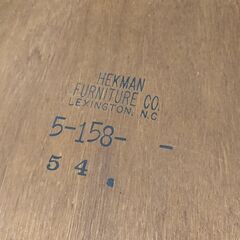 HEKMAN
FURNITURE CO.
LEXINGTON, N.C.
5-158- -
54